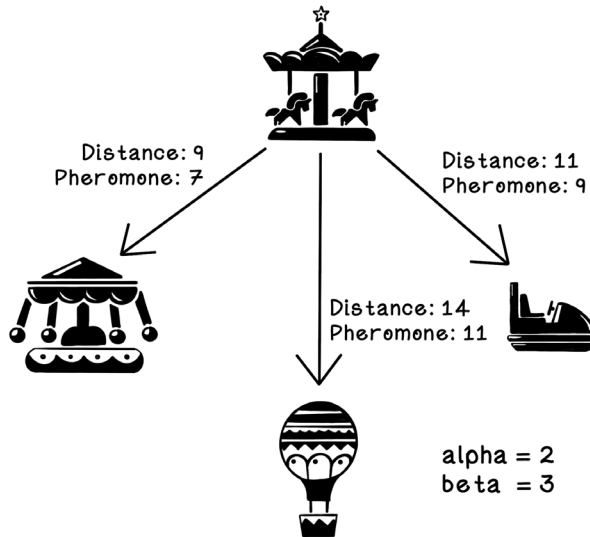 Distance: 9
Pheromone: 7
Distance: 11
Pheromone: 9
Distance: 14
Pheromone: 11
alpha = 2
beta = 3